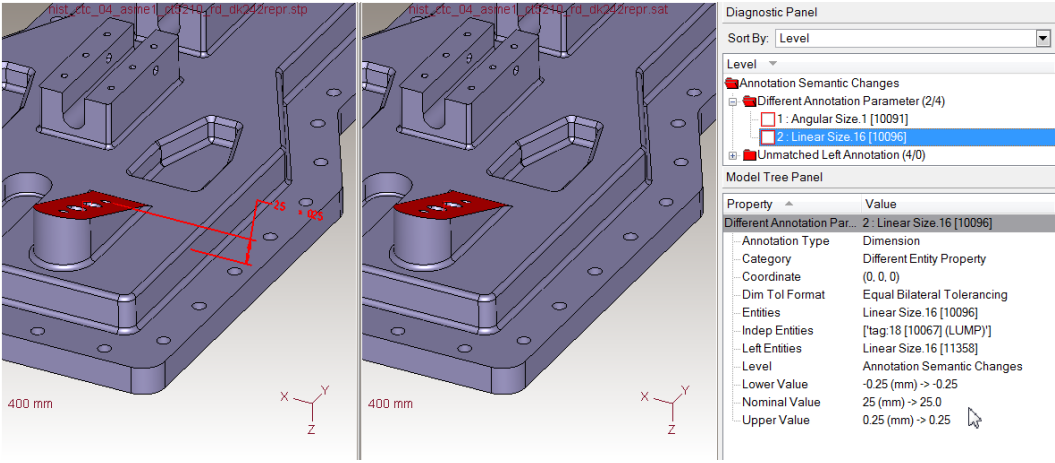 nist_ctc_04_asme1_ct5210_rd_dk242repr.stp
nist_ctc_04_asme1_ct5210_rd_dk242repr.sat
400 mm
X
Y
Z
400 mm
X
Y
Z
Diagnostic Panel
Sort By: Level
Level
Annotation Semantic Changes
Different Annotation Parameter (2/4)
1 : Angular Size.1 [10091]
2 : Linear Size.16 [10096]
Unmatched Left Annotation (4/0)
Model Tree Panel
Property Value
Different Annotation Par... 2 : Linear Size.16 [10096]
Annotation Type Dimension
Category Different Entity Property
Coordinate (0, 0, 0)
Dim Tol Format Equal Bilateral Tolerancing
Entities Linear Size.16 [10096]
Indep Entities ['tag:18 [10067] (LUMP)']
Left Entities Linear Size.16 [11358]
Level Annotation Semantic Changes
Lower Value -0.25 (mm) -> -0.25
Nominal Value 25 (mm) -> 25.0
Upper Value 0.25 (mm) -> 0.25